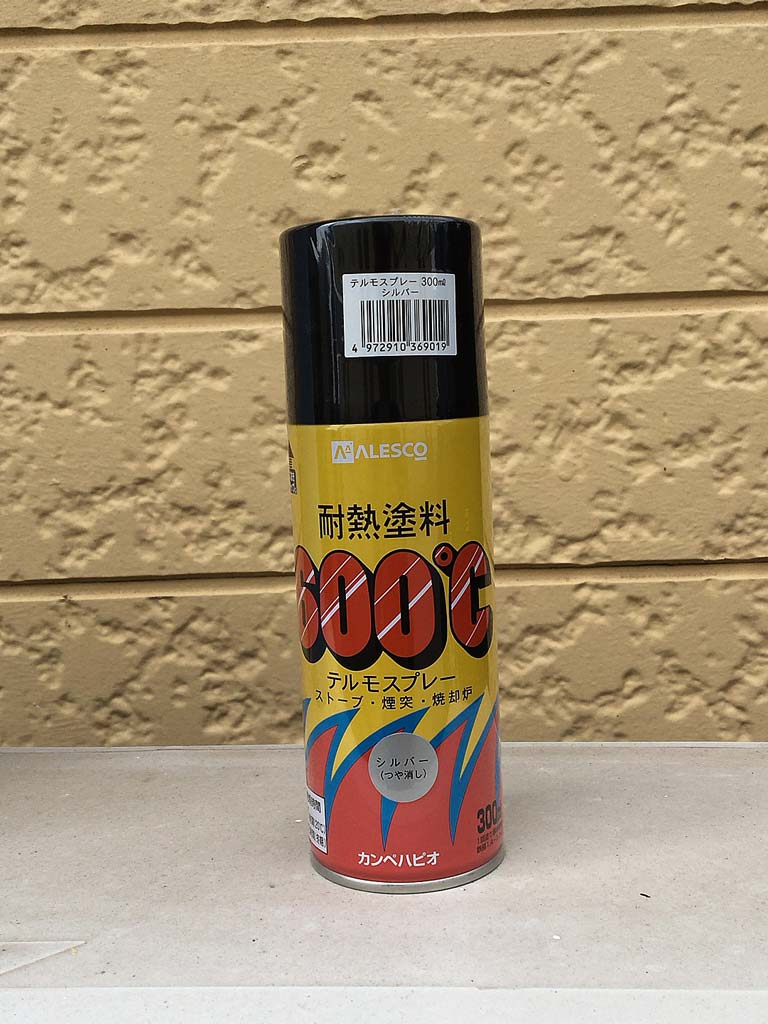 テルモスプレー 300㎖
シルバー
4 972910 369019
ALESCO
耐熱塗料
600℃
テルモスプレー
ストーブ・煙突・焼却炉
シルバー
(つや消し)
300
カンペハピオ